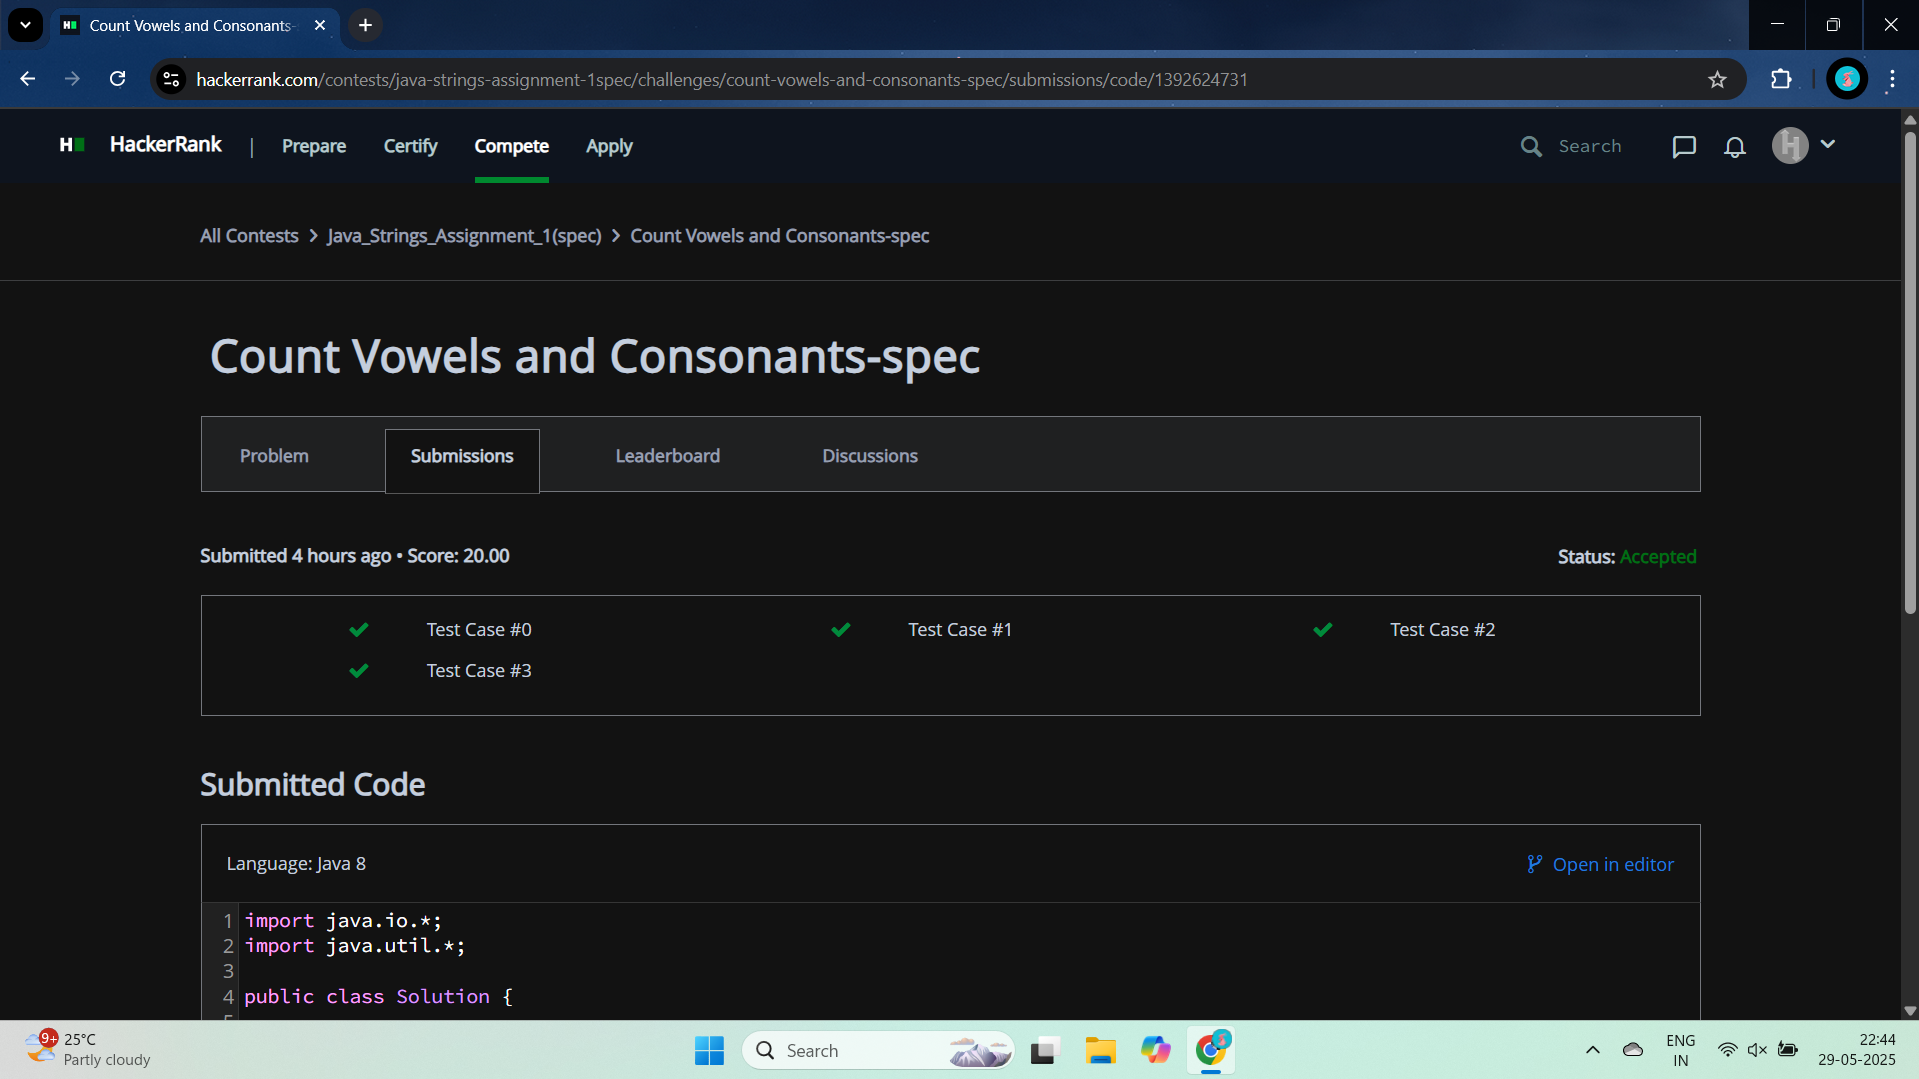 Count Vowels and Consonants-
hackerrank.com/contests/java-strings-assignment-1spec/challenges/count-vowels-and-consonants-spec/submissions/code/1392624731
H HackerRank | Prepare Certify Compete Apply Search
All Contests > Java_Strings_Assignment_1(spec) > Count Vowels and Consonants-spec
Count Vowels and Consonants-spec
Problem Submissions Leaderboard Discussions
Submitted 4 hours ago • Score: 20.00 Status: Accepted
Test Case #0 Test Case #1 Test Case #2
Test Case #3
Submitted Code
Language: Java 8 Open in editor
1 import java.io.*;
2 import java.util.*;
3
4 public class Solution {
9+ 25°C
Partly cloudy
Search
ENG
IN
22:44
29-05-2025